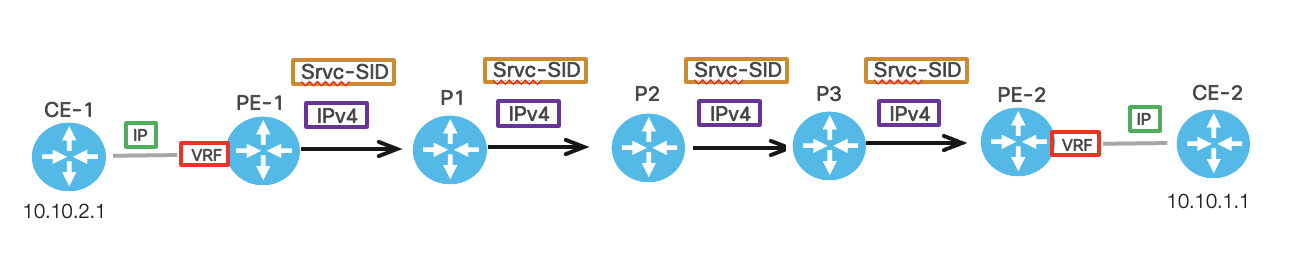 Srvc-SID Srvc-SID Srvc-SID Srvc-SID
CE-1 PE-1 P1 P2 P3 PE-2 CE-2
IP IPv4 IPv4 IPv4 IPv4 IP
VRF VRF
10.10.2.1 10.10.1.1